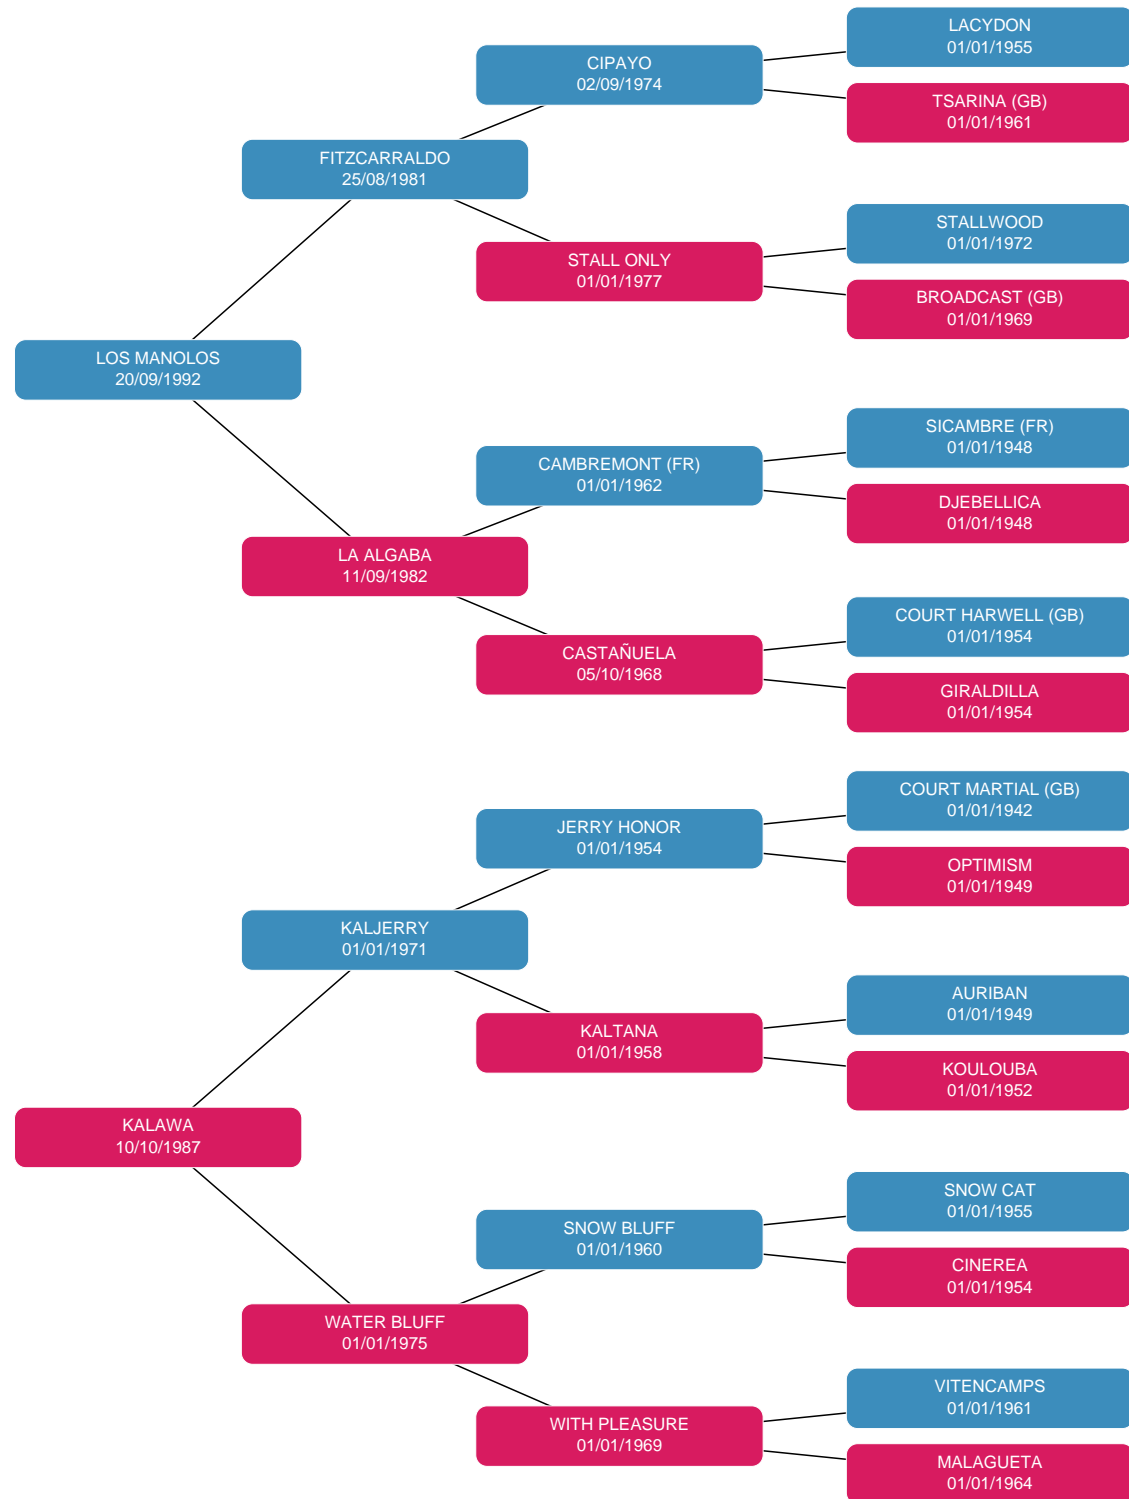 LACYDON
01/01/1955
CIPAYO
02/09/1974
TSARINA (GB)
01/01/1961
FITZCARRALDO
25/08/1981
STALLWOOD
01/01/1972
STALL ONLY
01/01/1977
BROADCAST (GB)
01/01/1969
LOS MANOLOS
20/09/1992
SICAMBRE (FR)
01/01/1948
CAMBREMONT (FR)
01/01/1962
DJEBELLICA
01/01/1948
LA ALGABA
11/09/1982
COURT HARWELL (GB)
01/01/1954
CASTAÑUELA
05/10/1968
GIRALDILLA
01/01/1954
COURT MARTIAL (GB)
01/01/1942
JERRY HONOR
01/01/1954
OPTIMISM
01/01/1949
KALJERRY
01/01/1971
AURIBAN
01/01/1949
KALTANA
01/01/1958
KOULOUBA
01/01/1952
KALAWA
10/10/1987
SNOW CAT
01/01/1955
SNOW BLUFF
01/01/1960
CINEREA
01/01/1954
WATER BLUFF
01/01/1975
VITENCAMPS
01/01/1961
WITH PLEASURE
01/01/1969
MALAGUETA
01/01/1964